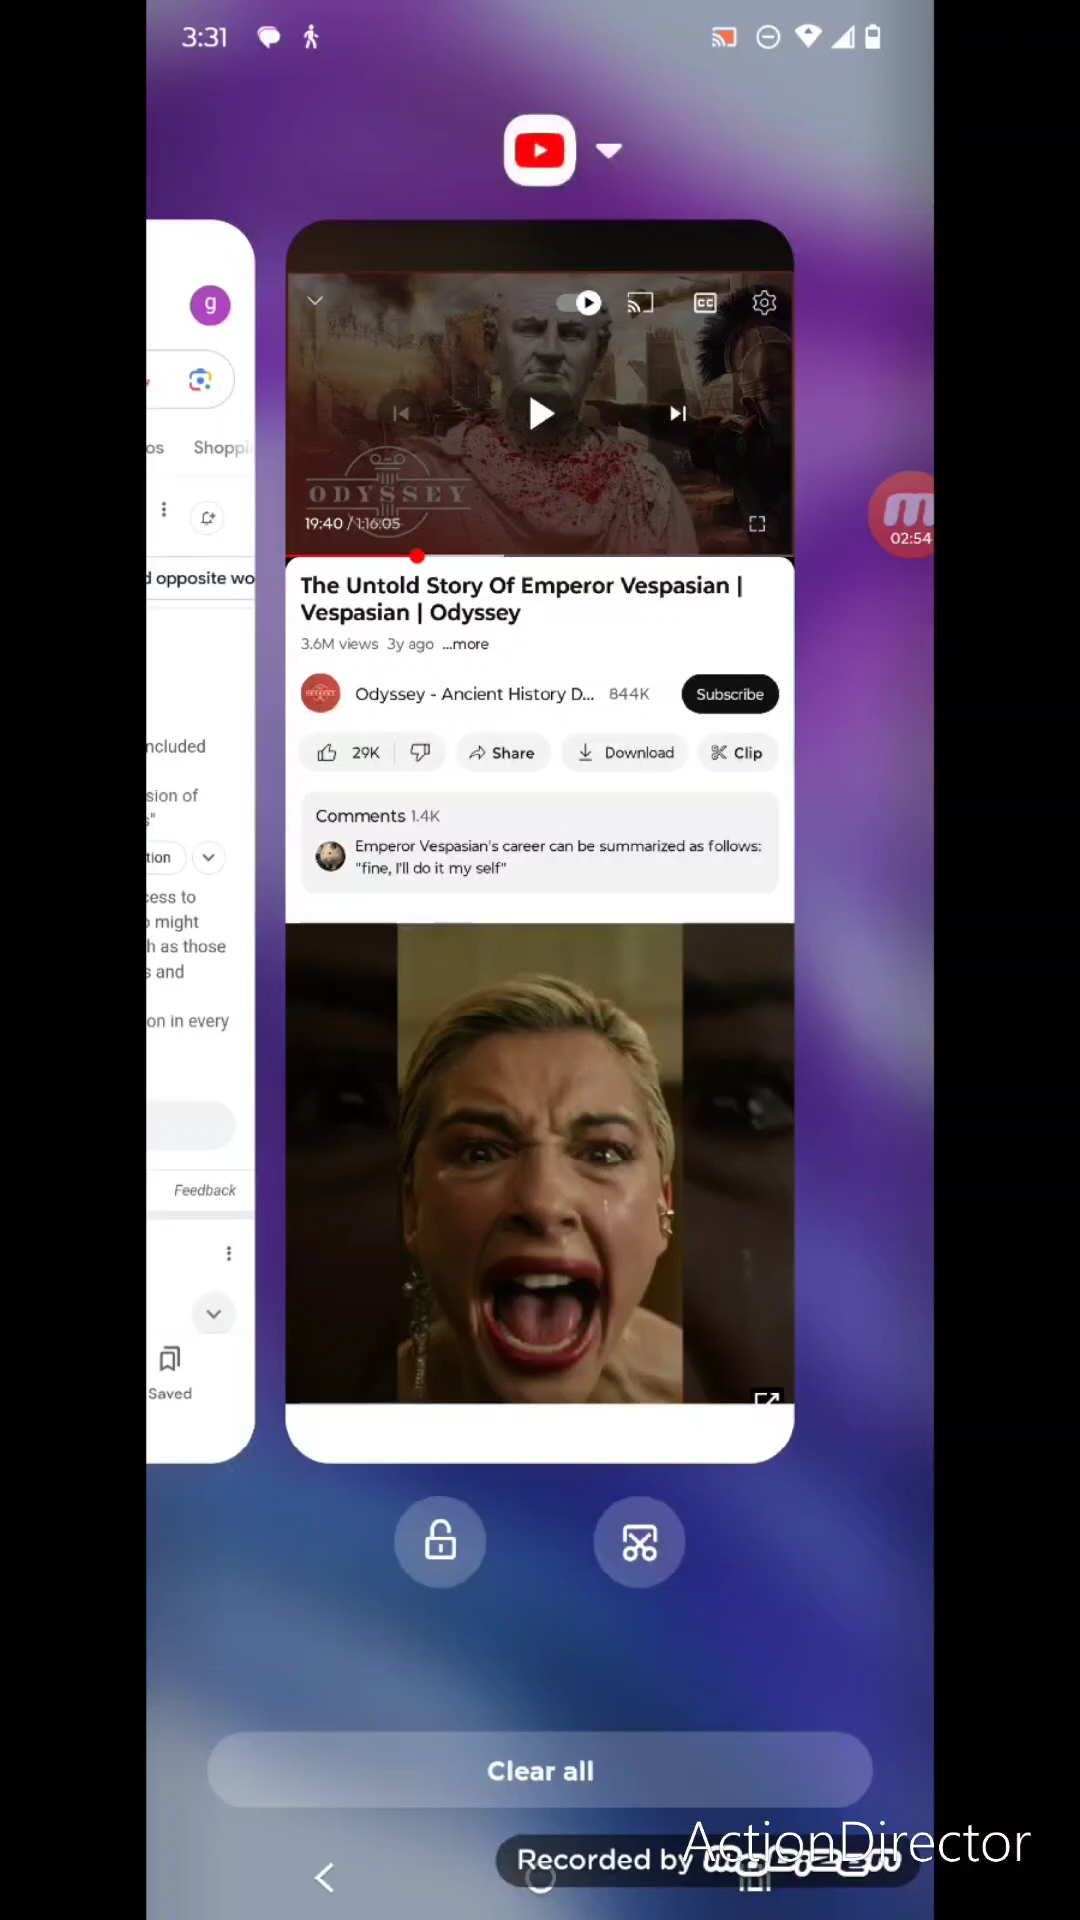 3:31
g
os Shoppi
d opposite wo
ncluded
sion of
s"
tion
cess to
o might
h as those
s and
on in every
Feedback
Saved
ODYSSEY
19:40 / 1:16:05
The Untold Story Of Emperor Vespasian |
Vespasian | Odyssey
3.6M views 3y ago ...more
Odyssey - Ancient History D... 844K Subscribe
29K Share Download Clip
Comments 1.4K
Emperor Vespasian's career can be summarized as follows:
"fine, I'll do it my self"
02:54
Clear all
ActionDirector
Recorded by mobizen